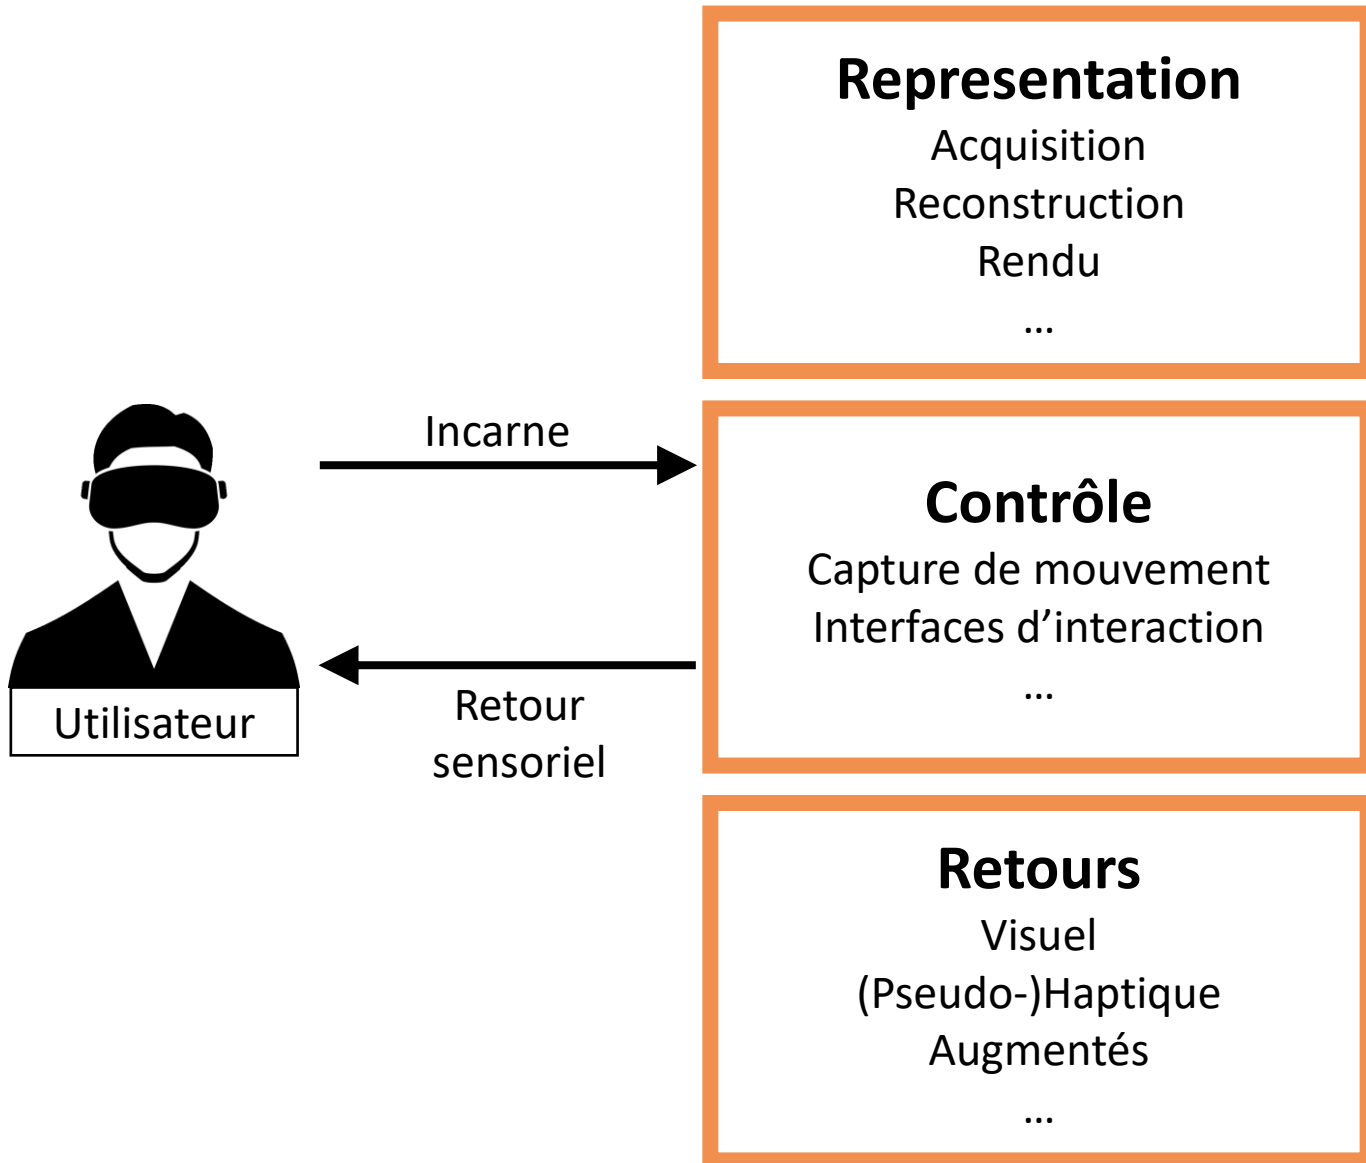 Representation
Acquisition
Reconstruction
Rendu
...
Incarne
Utilisateur
Retour
sensoriel
Contrôle
Capture de mouvement
Interfaces d’interaction
...
Retours
Visuel
(Pseudo-)Haptique
Augmentés
...